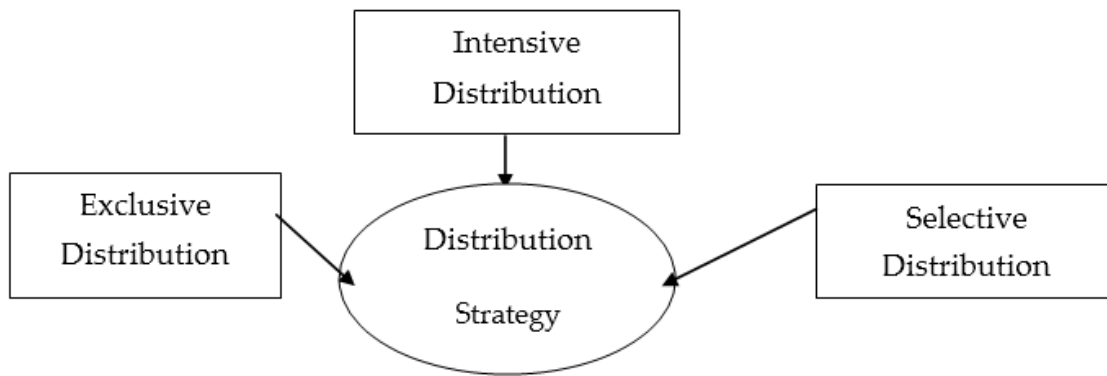 Intensive
Distribution
Exclusive
Distribution
Distribution
Strategy
Selective
Distribution